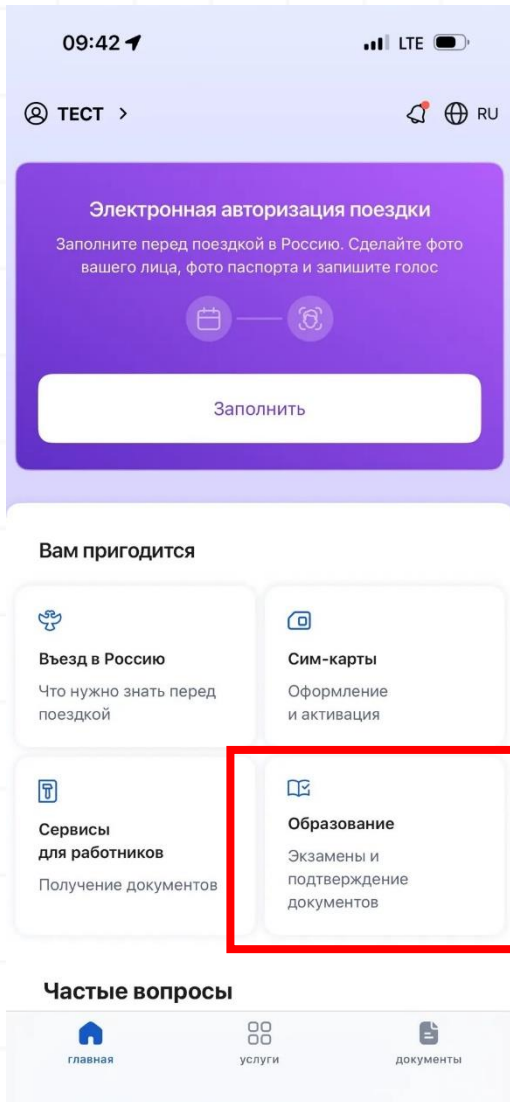 09:42 LTE
ТЕСТ > RU
Электронная авторизация поездки
Заполните перед поездкой в Россию. Сделайте фото
вашего лица, фото паспорта и запишите голос
Заполнить
Вам пригодится
Въезд в Россию
Что нужно знать перед
поездкой
Сим-карты
Оформление
и активация
Сервисы
для работников
Получение документов
Образование
Экзамены и
подтверждение
документов
Частые вопросы
главная услуги документы